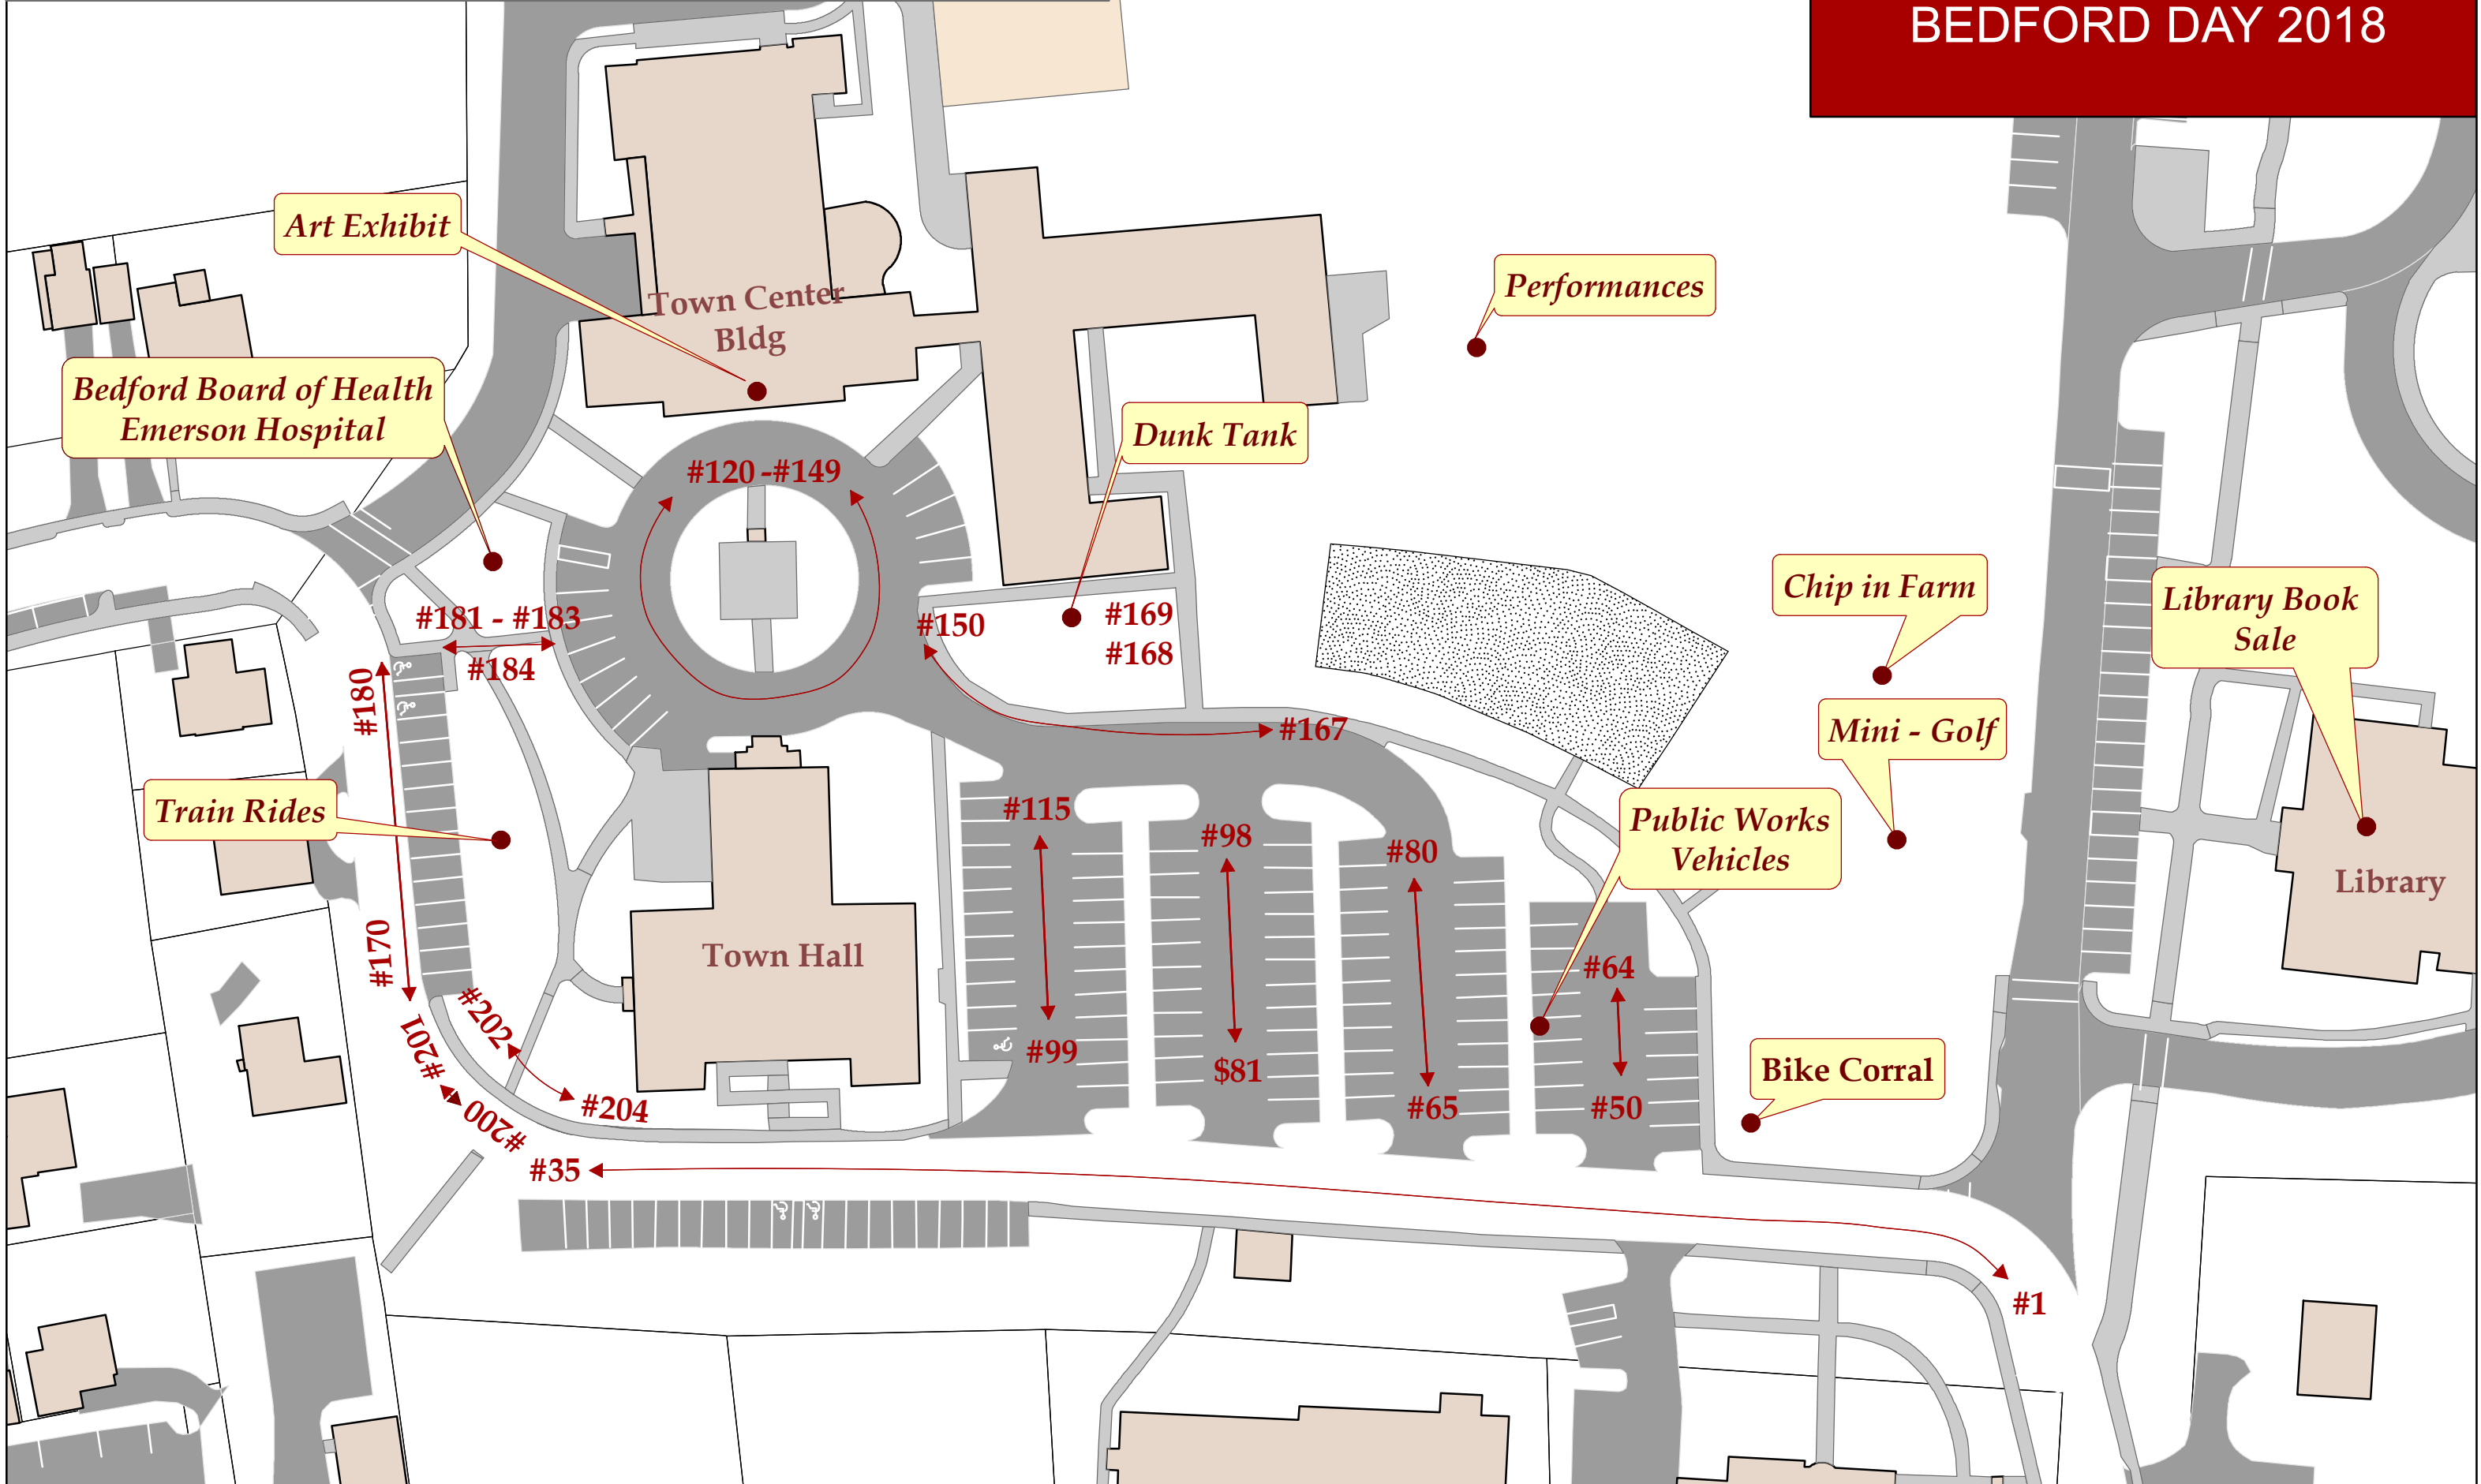 BEDFORD DAY 2018
Art Exhibit
Town Center
Bldg
Performances
Bedford Board of Health
Emerson Hospital
Dunk Tank
#120 -#149
Chip in Farm
Library Book
Sale
#181 - #183
#184
#150
#169
#168
#180
#167
Mini - Golf
Train Rides
#115
#98
#80
Public Works
Vehicles
Library
#170
Town Hall
#64
#202
#201
#99
$81
#65
#50
Bike Corral
#204
#200
#35
#1